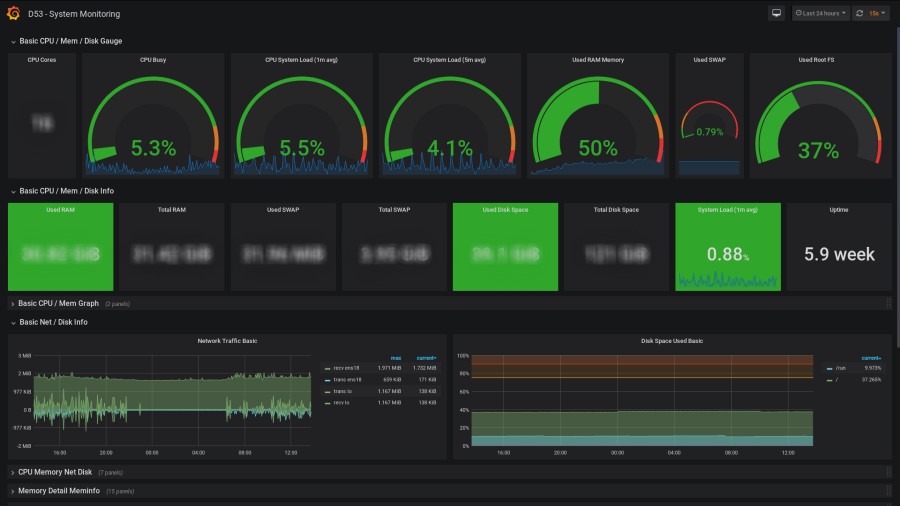 D53 - System Monitoring
Last 24 hours
15s
Basic CPU / Mem / Disk Gauge
CPU Cores
CPU Busy
CPU System Load (1m avg)
CPU System Load (5m avg)
Used RAM Memory
Used SWAP
Used Root FS
5.3%
5.5%
4.1%
50%
0.79%
37%
Basic CPU / Mem / Disk Info
Used RAM
Total RAM
Used SWAP
Total SWAP
Used Disk Space
Total Disk Space
System Load (1m avg)
Uptime
0.88%
5.9 week
Basic CPU / Mem Graph (2 panels)
Basic Net / Disk Info
Network Traffic Basic
3 MiB
2 MiB
977 KiB
0 B
-977 KiB
-2 MiB
16:00 20:00 00:00 04:00 08:00 12:00
max current
recv ens18 1.971 MiB 1.732 MiB
trans ens18 659 KiB 171 KiB
trans lo 1.167 MiB 138 KiB
recv lo 1.167 MiB 138 KiB
Disk Space Used Basic
100%
80%
60%
40%
20%
0%
16:00 20:00 00:00 04:00 08:00 12:00
current
/run 9.973%
/ 37.265%
CPU Memory Net Disk (7 panels)
Memory Detail Meminfo (15 panels)